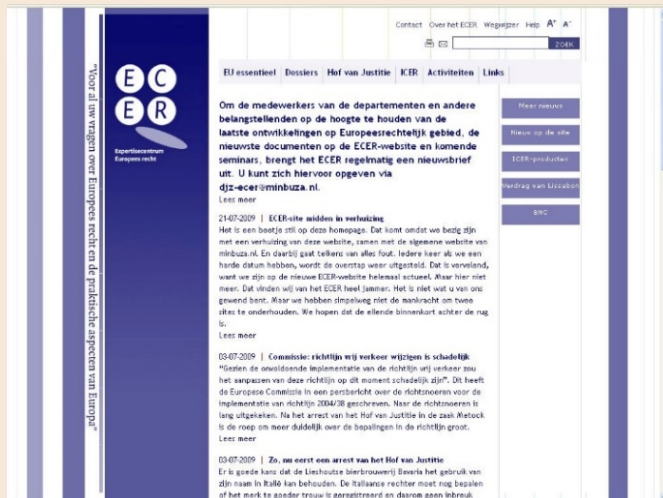 Contact Over het ECER Wegwijzer Help A+ A-
ZOEK
EU essentieel Dossiers Hof van Justitie ICER Activiteiten Links
"Voor al uw vragen over Europees recht en de praktische aspecten van Europa"
E C
E R
Expertisecentrum
Europees recht
Om de medewerkers van de departementen en andere
belangstellenden op de hoogte te houden van de
laatste ontwikkelingen op Europeesrechtelijk gebied, de
nieuwste documenten op de ECER-website en komende
seminars, brengt het ECER regelmatig een nieuwsbrief
uit. U kunt zich hiervoor opgeven via
djz-ecer@minbuza.nl.
Lees meer
21-07-2009 | ECER-site midden in verhuizing
Het is een beetje stil op deze homepage. Dat komt omdat we bezig zijn
met een verhuizing van deze website, samen met de algemene website van
minbuza.nl. En daarbij gaat telkens van alles fout. Iedere keer als we een
harde datum hebben, wordt de overstap weer uitgesteld. Dat is vervelend,
want we zijn op de nieuwe ECER-website helemaal actueel. Maar hier niet
meer. Dat vinden wij van het ECER heel jammer. Het is niet wat u van ons
gewend bent. Maar we hebben simpelweg niet de mankracht om twee
sites te onderhouden. We hopen dat de ellende binnenkort achter de rug
is.
Lees meer
03-07-2009 | Commissie: richtlijn vrij verkeer wijzigen is schadelijk
"Gezien de onvoldoende implementatie van de richtlijn vrij verkeer zou
het aanpassen van deze richtlijn op dit moment schadelijk zijn". Dit heeft
de Europese Commissie in een persbericht over de richtsnoeren voor de
implementatie van richtlijn 2004/38 geschreven. Naar de richtsnoeren is
lang uitgekeken. Na het arrest van het Hof van Justitie in de zaak Metock
is de roep om meer duidelijk over de bepalingen in de richtlijn groot.
Lees meer
03-07-2009 | Zo, nu eerst een arrest van het Hof van Justitie
Er is goede kans dat de Lieshoutse bierbrouwerij Bavaria het gebruik van
zijn naam in Italië kan behouden. De Italiaanse rechter moet nog bepalen
of het merk te goeder trouw is geregistreerd en daarom geen inbreuk
Meer nieuws
Nieuw op de site
ICER-producten
Verdrag van Lissabon
BNC